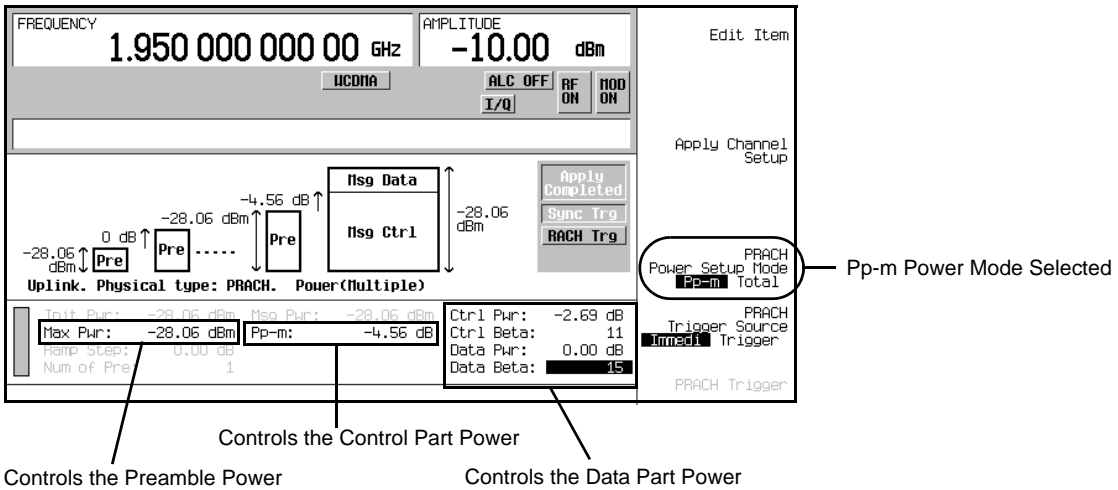 FREQUENCY
1.950 000 000 00 GHz
AMPLITUDE
-10.00 dBm
WCDMA
ALC OFF
I/Q
RF ON
MOD ON
Edit Item
Apply Channel
Setup
Msg Data
Msg Ctrl
-28.06
dBm
-4.56 dB
Pre
-28.06 dBm
Pre
.....
0 dB
-28.06
dBm
Pre
Apply
Completed
Sync Trg
RACH Trg
Uplink. Physical type: PRACH. Power(Multiple)
PRACH
Power Setup Mode
Pp-m Total
Pp-m Power Mode Selected
Init Pwr: -28.06 dBm Msg Pwr: -28.06 dBm
Max Pwr: -28.06 dBm Pp-m: -4.56 dB
Ramp Step: 0.00 dB
Num of Pre 1
Ctrl Pwr: -2.69 dB
Ctrl Beta: 11
Data Pwr: 0.00 dB
Data Beta: 15
PRACH
Trigger Source
Immedi Trigger
PRACH Trigger
Controls the Control Part Power
Controls the Preamble Power
Controls the Data Part Power